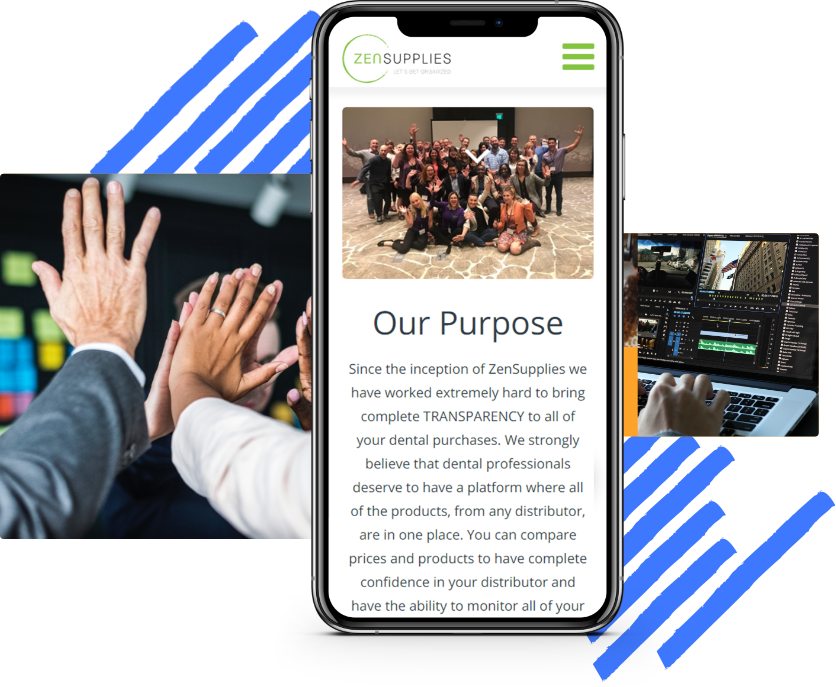 ZENSUPPLIES
LET'S GET ORGANIZED
Our Purpose
Since the inception of ZenSupplies we
have worked extremely hard to bring
complete TRANSPARENCY to all of
your dental purchases. We strongly
believe that dental professionals
deserve to have a platform where all
of the products, from any distributor,
are in one place. You can compare
prices and products to have complete
confidence in your distributor and
have the ability to monitor all of your